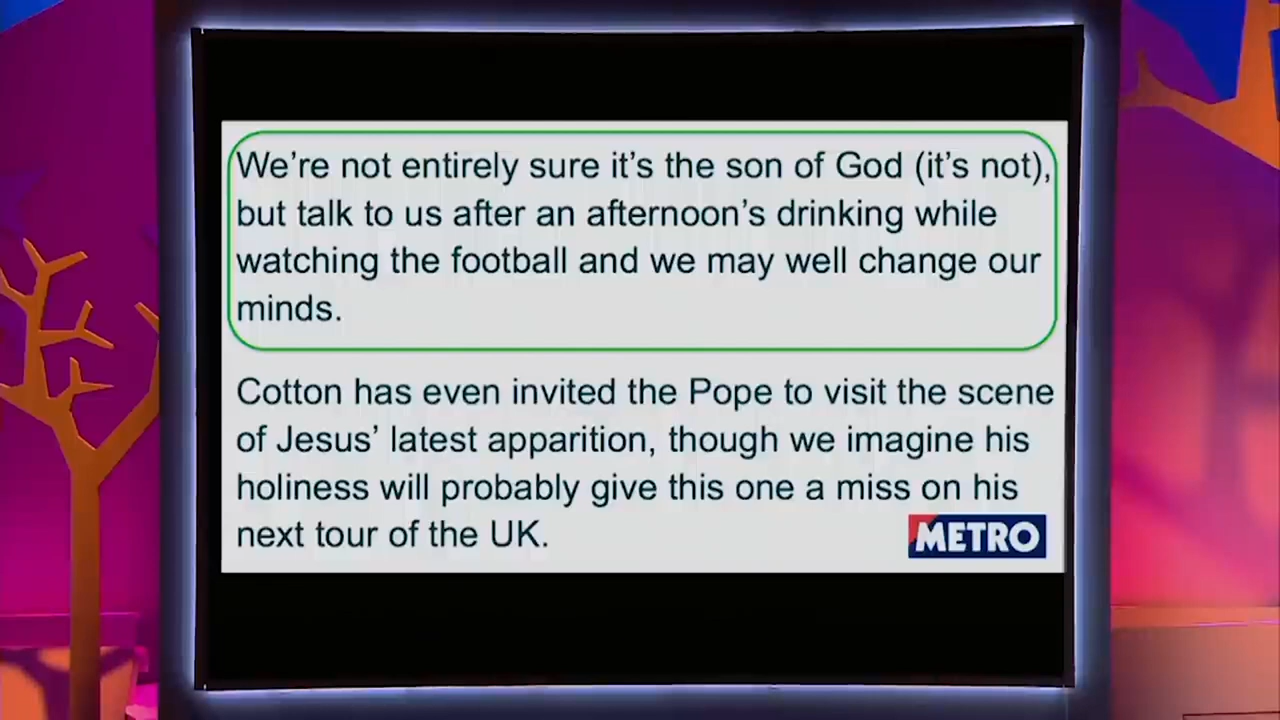 We’re not entirely sure it’s the son of God (it’s not),
but talk to us after an afternoon’s drinking while
watching the football and we may well change our
minds.
Cotton has even invited the Pope to visit the scene
of Jesus’ latest apparition, though we imagine his
holiness will probably give this one a miss on his
next tour of the UK.
METRO